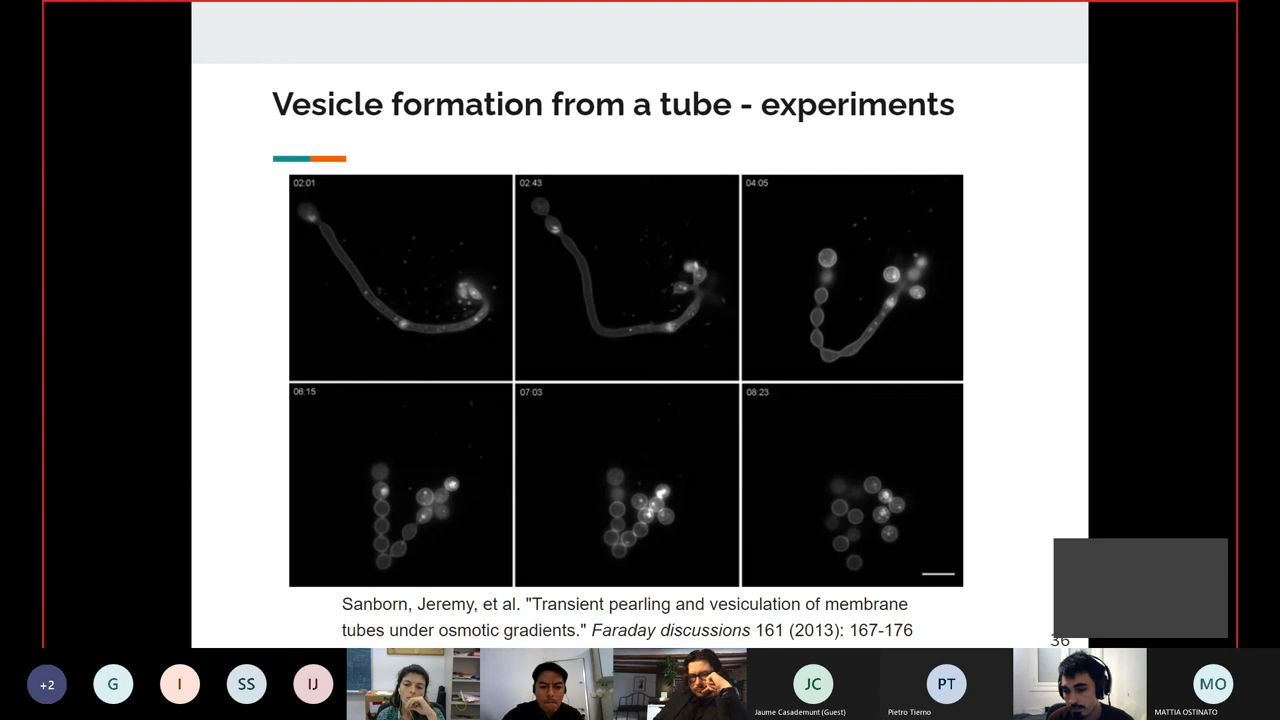 Vesicle formation from a tube - experiments
02:01
02:43
04:05
06:15
07:03
08:23
Sanborn, Jeremy, et al. "Transient pearling and vesiculation of membrane
tubes under osmotic gradients." Faraday discussions 161 (2013): 167-176
36
+2
G
I
SS
IJ
JC
PT
MO
Jaume Casademunt (Guest)
Pietro Tierno
MATTIA OSTINATO